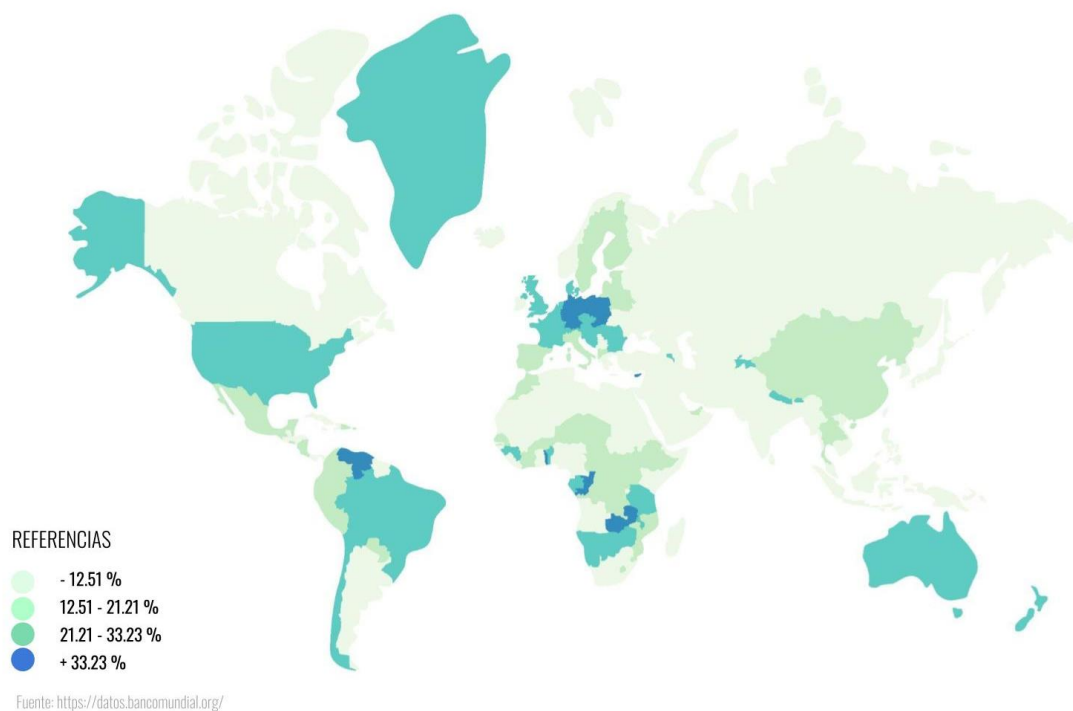 REFERENCIAS
- 12.51 %
12.51 - 21.21 %
21.21 - 33.23 %
+ 33.23 %
Fuente: https://datos.bancomundial.org/